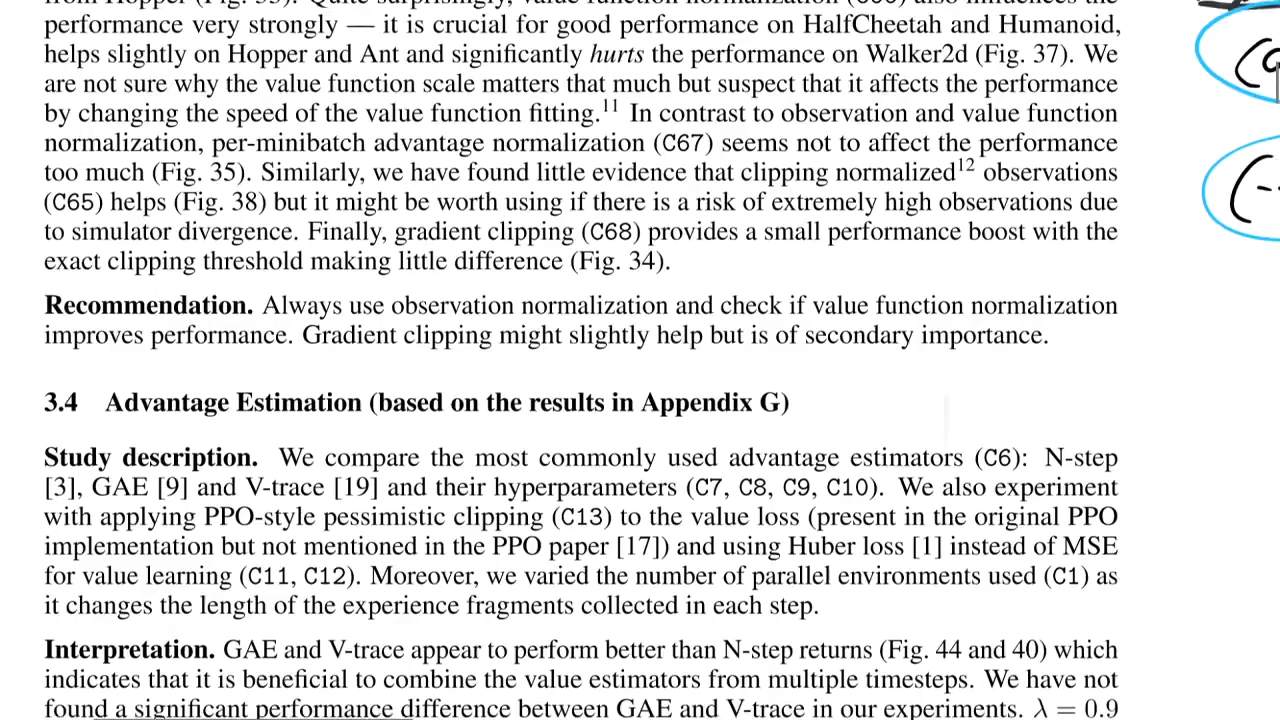 performance very strongly — it is crucial for good performance on HalfCheetah and Humanoid,
helps slightly on Hopper and Ant and significantly hurts the performance on Walker2d (Fig. 37). We
are not sure why the value function scale matters that much but suspect that it affects the performance
by changing the speed of the value function fitting.11 In contrast to observation and value function
normalization, per-minibatch advantage normalization (C67) seems not to affect the performance
too much (Fig. 35). Similarly, we have found little evidence that clipping normalized12 observations
(C65) helps (Fig. 38) but it might be worth using if there is a risk of extremely high observations due
to simulator divergence. Finally, gradient clipping (C68) provides a small performance boost with the
exact clipping threshold making little difference (Fig. 34).
Recommendation. Always use observation normalization and check if value function normalization
improves performance. Gradient clipping might slightly help but is of secondary importance.
3.4 Advantage Estimation (based on the results in Appendix G)
Study description. We compare the most commonly used advantage estimators (C6): N-step
[3], GAE [9] and V-trace [19] and their hyperparameters (C7, C8, C9, C10). We also experiment
with applying PPO-style pessimistic clipping (C13) to the value loss (present in the original PPO
implementation but not mentioned in the PPO paper [17]) and using Huber loss [1] instead of MSE
for value learning (C11, C12). Moreover, we varied the number of parallel environments used (C1) as
it changes the length of the experience fragments collected in each step.
Interpretation. GAE and V-trace appear to perform better than N-step returns (Fig. 44 and 40) which
indicates that it is beneficial to combine the value estimators from multiple timesteps. We have not
found a significant performance difference between GAE and V-trace in our experiments. λ = 0.9